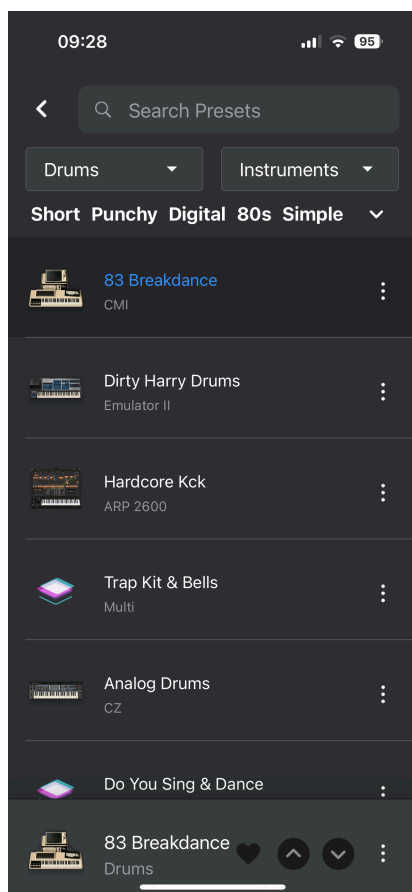 09:28 95
Search Presets
Drums Instruments
Short Punchy Digital 80s Simple
83 Breakdance
CMI
Dirty Harry Drums
Emulator II
Hardcore Kck
ARP 2600
Trap Kit & Bells
Multi
Analog Drums
CZ
Do You Sing & Dance
83 Breakdance
Drums